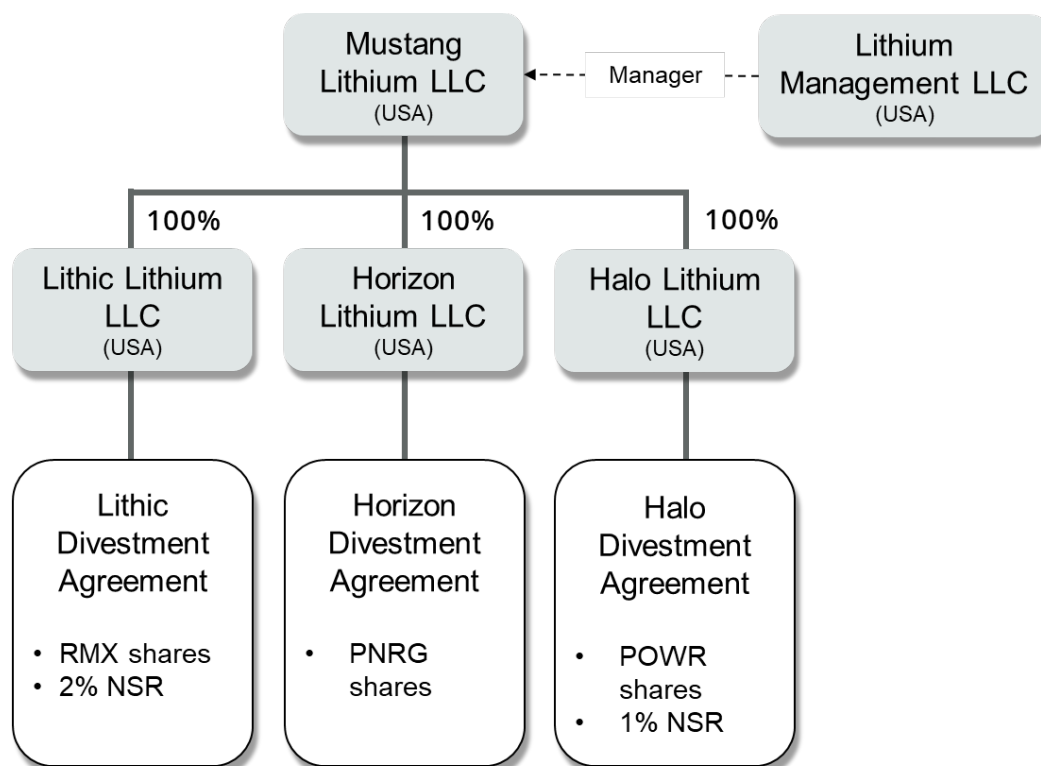 Mustang
Lithium LLC
(USA)
Manager
Lithium
Management LLC
(USA)
100%
100%
100%
Lithic Lithium
LLC
(USA)
Horizon
Lithium LLC
(USA)
Halo Lithium
LLC
(USA)
Lithic
Divestment
Agreement
• RMX shares
• 2% NSR
Horizon
Divestment
Agreement
• PNRG
shares
Halo
Divestment
Agreement
• POWR
shares
• 1% NSR